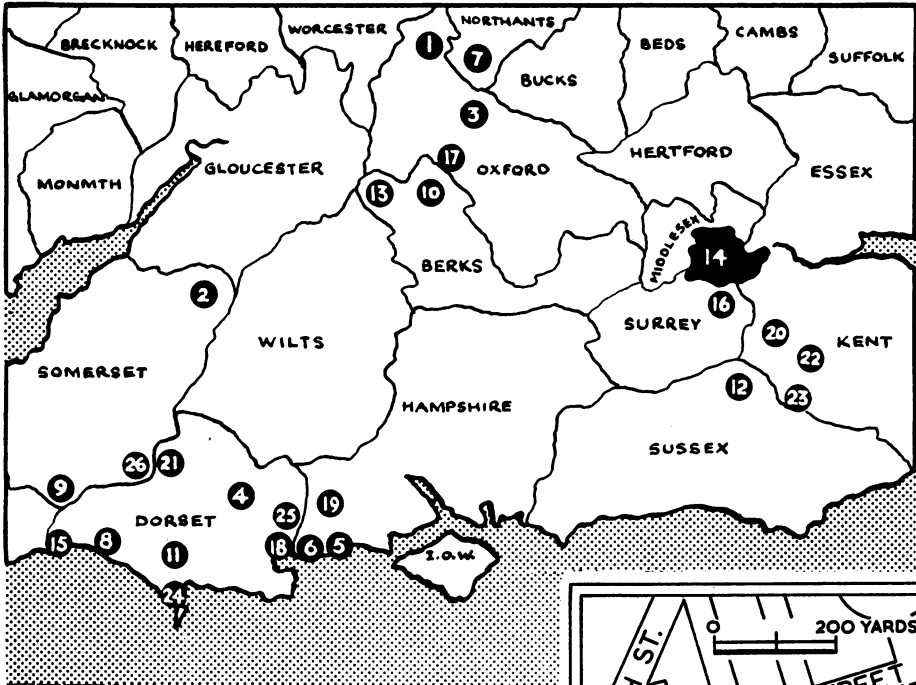 WORCESTER
NORTHANTS
BRECKNOCK
HEREFORD
1
7
BEDS
CAMBS
SUFFOLK
BUCKS
GLAMORGAN
3
17
HERTFORD
MONMTH
GLOUCESTER
OXFORD
ESSEX
13
10
MIDDLESEX
14
BERKS
2
16
SURREY
20
KENT
WILTS
22
SOMERSET
12
23
HAMPSHIRE
SUSSEX
26
21
9
4
19
25
DORSET
15
8
11
18
6
5
I.O.W.
24
0
200 YARDS
ST.